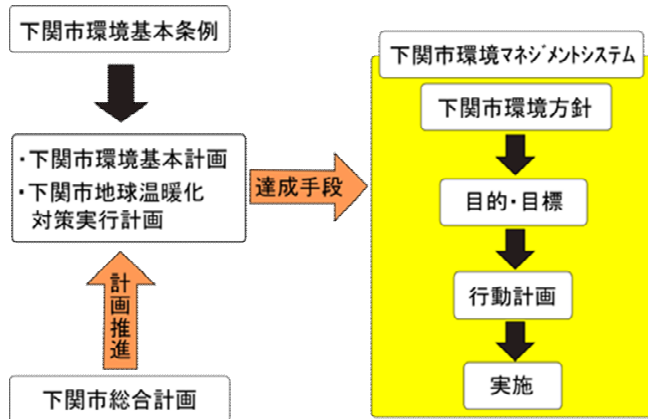 下関市環境基本条例
・下関市環境基本計画
・下関市地球温暖化
対策実行計画
計画推進
下関市総合計画
達成手段
下関市環境ﾏﾈｼﾞﾒﾝﾄｼｽﾃﾑ
下関市環境方針
目的・目標
行動計画
実施